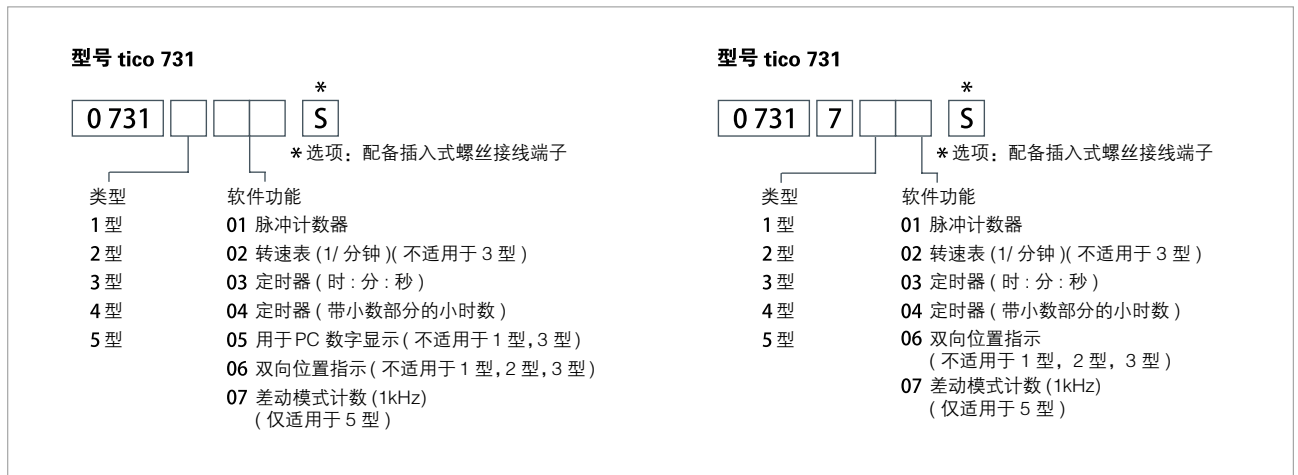 型号 tico 731
*
0 731 S
* 选项：配备插入式螺丝接线端子
类型
1 型
2 型
3 型
4 型
5 型
软件功能
01 脉冲计数器
02 转速表 (1/ 分钟 )( 不适用于 3 型 )
03 定时器 ( 时 : 分 : 秒 )
04 定时器 ( 带小数部分的小时数 )
05 用于 PC 数字显示 ( 不适用于 1 型, 3 型 )
06 双向位置指示 ( 不适用于 1 型, 2 型, 3 型 )
07 差动模式计数 (1kHz)
( 仅适用于 5 型 )
型号 tico 731
*
0 731 7 S
* 选项：配备插入式螺丝接线端子
类型
1 型
2 型
3 型
4 型
5 型
软件功能
01 脉冲计数器
02 转速表 (1/ 分钟 )( 不适用于 3 型 )
03 定时器 ( 时 : 分 : 秒 )
04 定时器 ( 带小数部分的小时数 )
06 双向位置指示
( 不适用于 1 型，2 型，3 型 )
07 差动模式计数 (1kHz)
( 仅适用于 5 型 )